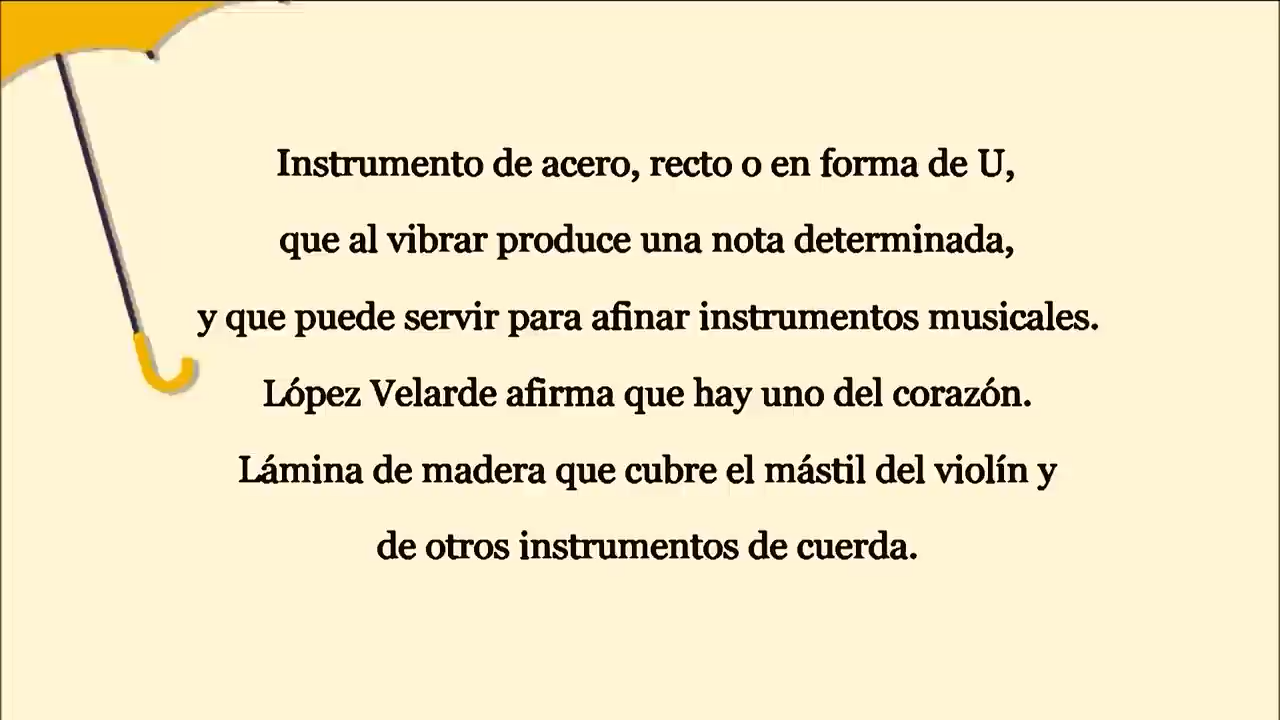 Instrumento de acero, recto o en forma de U,
que al vibrar produce una nota determinada,
y que puede servir para afinar instrumentos musicales.
López Velarde afirma que hay uno del corazón.
Lámina de madera que cubre el mástil del violín y
de otros instrumentos de cuerda.